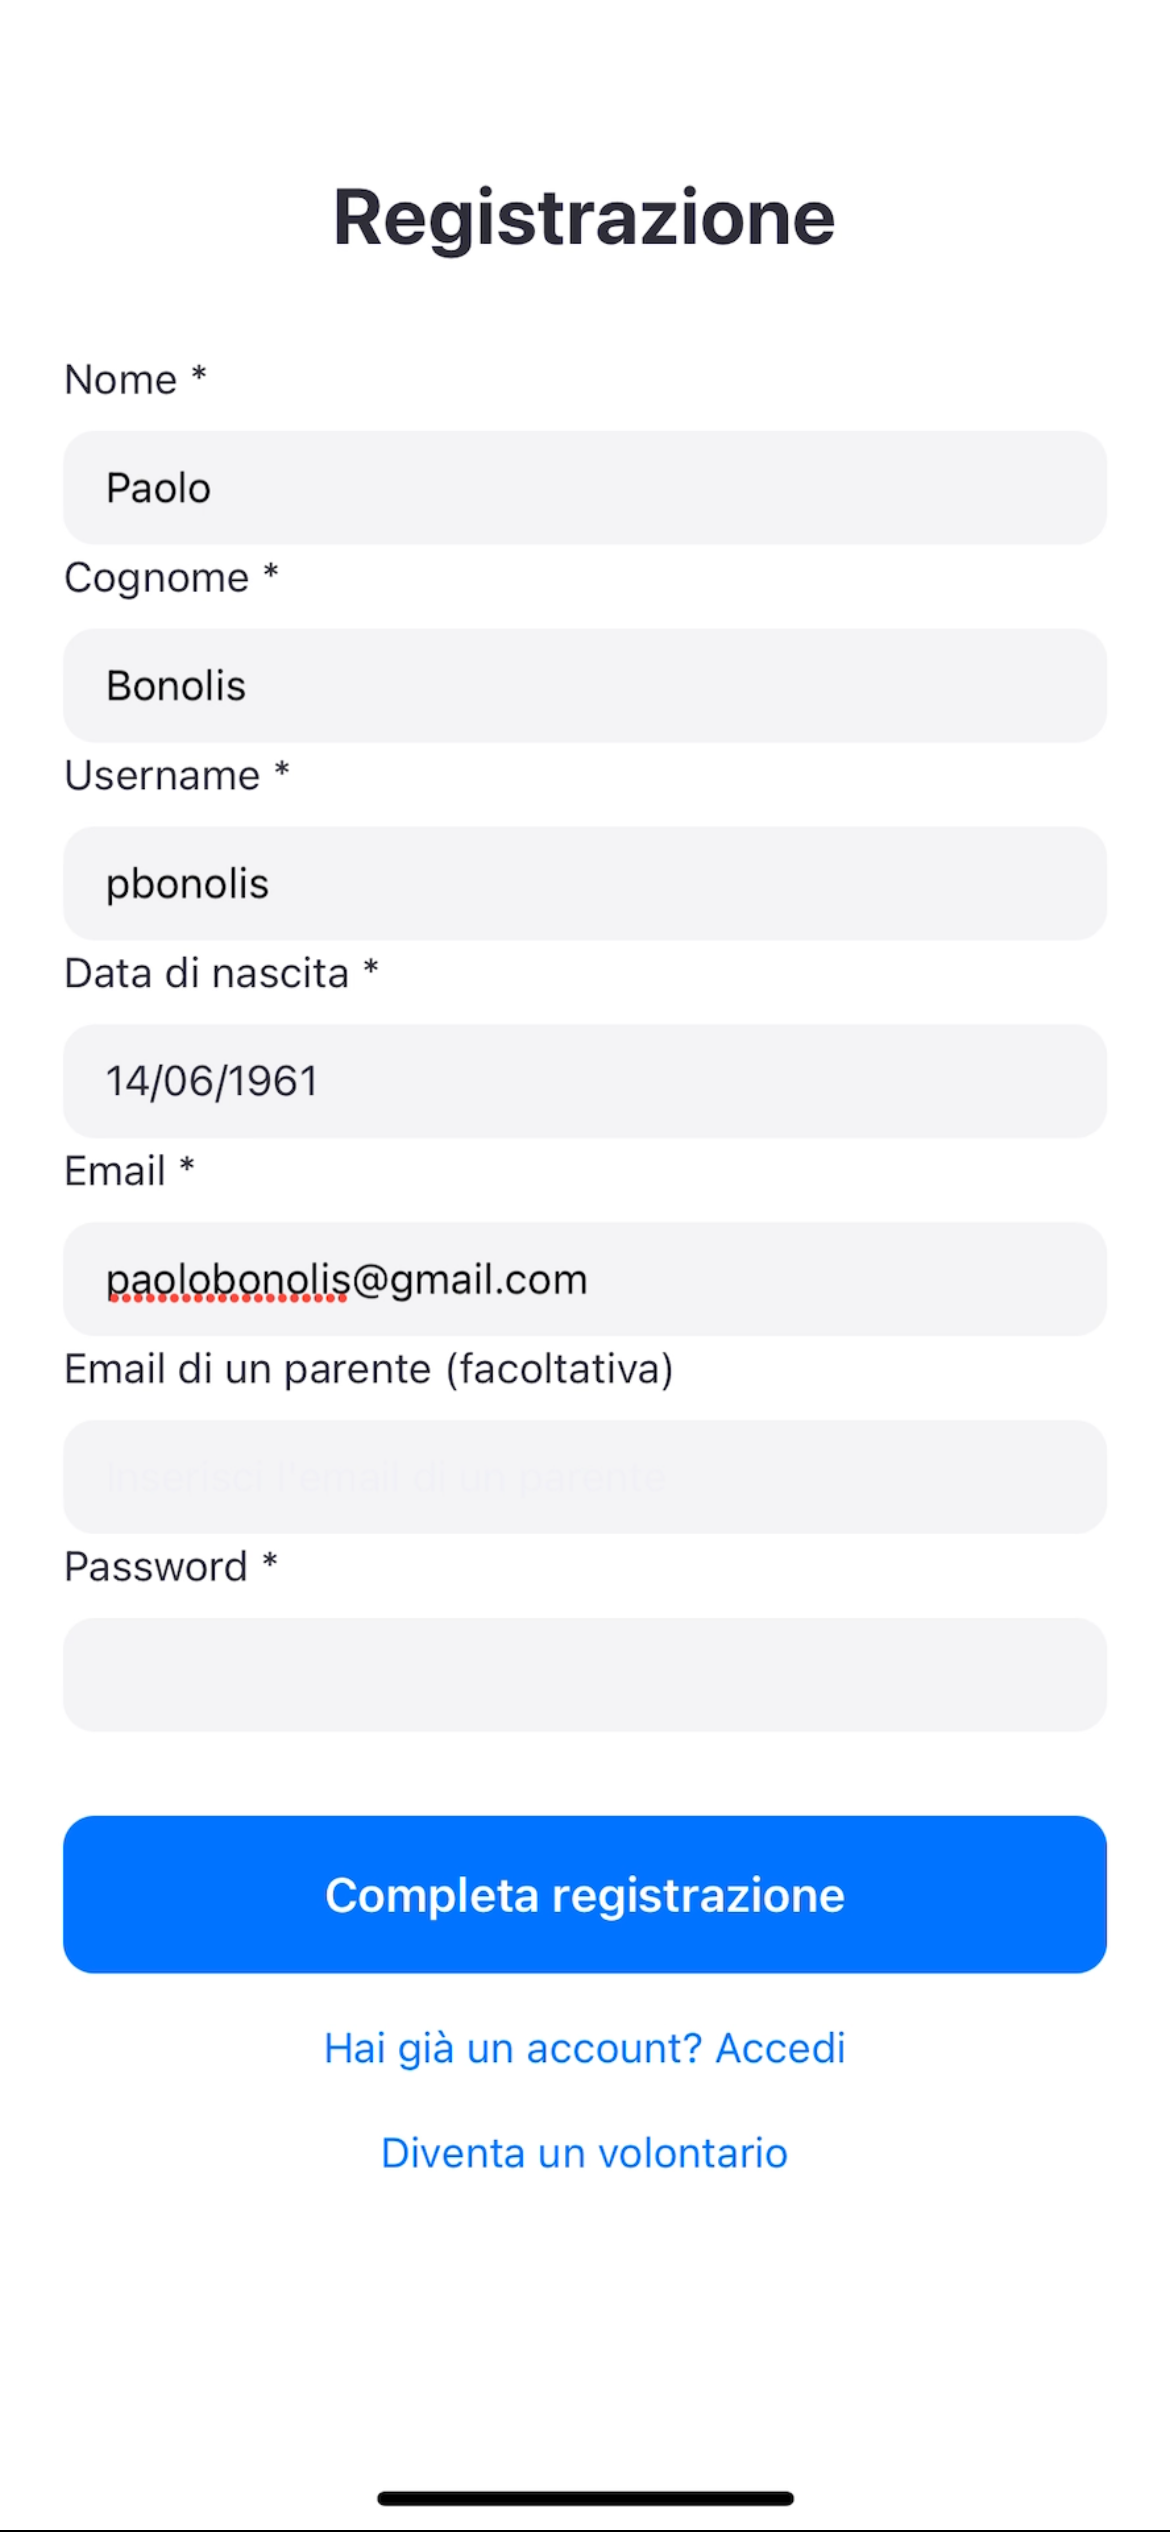 Registrazione
Nome *
Paolo
Cognome *
Bonolis
Username *
pbonolis
Data di nascita *
14/06/1961
Email *
paolobonolis@gmail.com
Email di un parente (facoltativa)
Inserisci l'email di un parente
Password *
Completa registrazione
Hai già un account? Accedi
Diventa un volontario